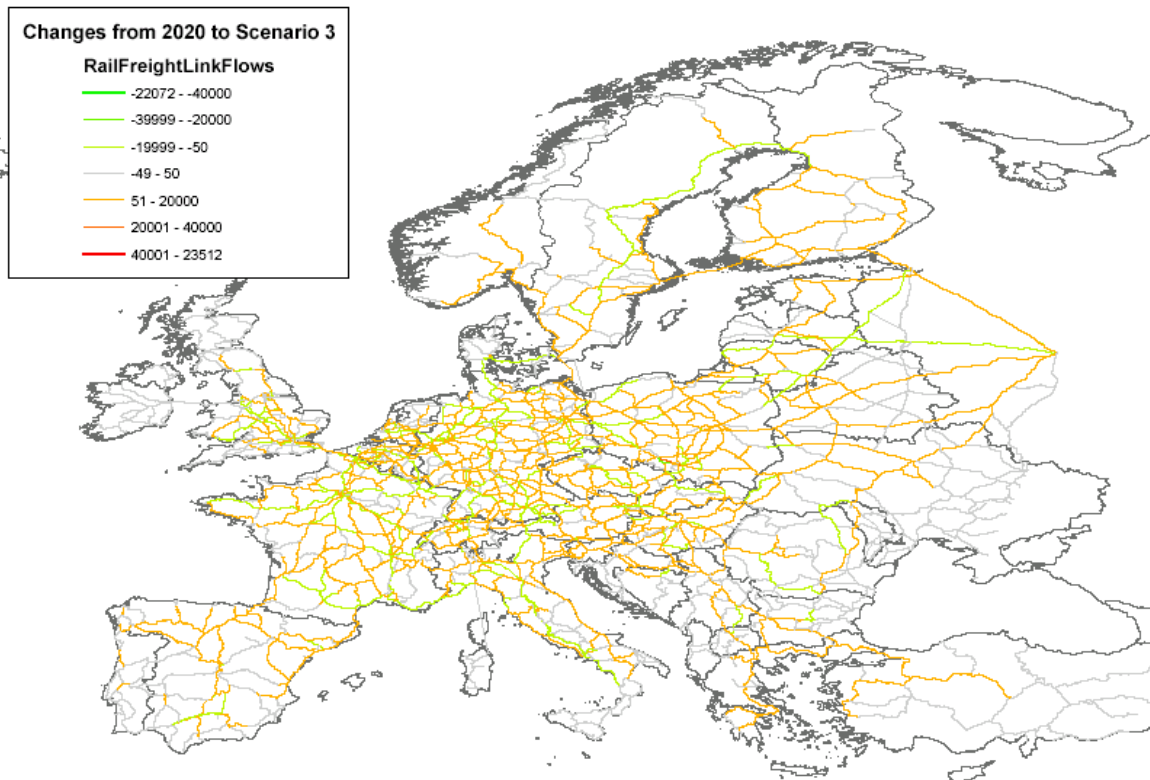 Changes from 2020 to Scenario 3
RailFreightLinkFlows
-22072 - -40000
-39999 - -20000
-19999 - -50
-49 - 50
51 - 20000
20001 - 40000
40001 - 23512